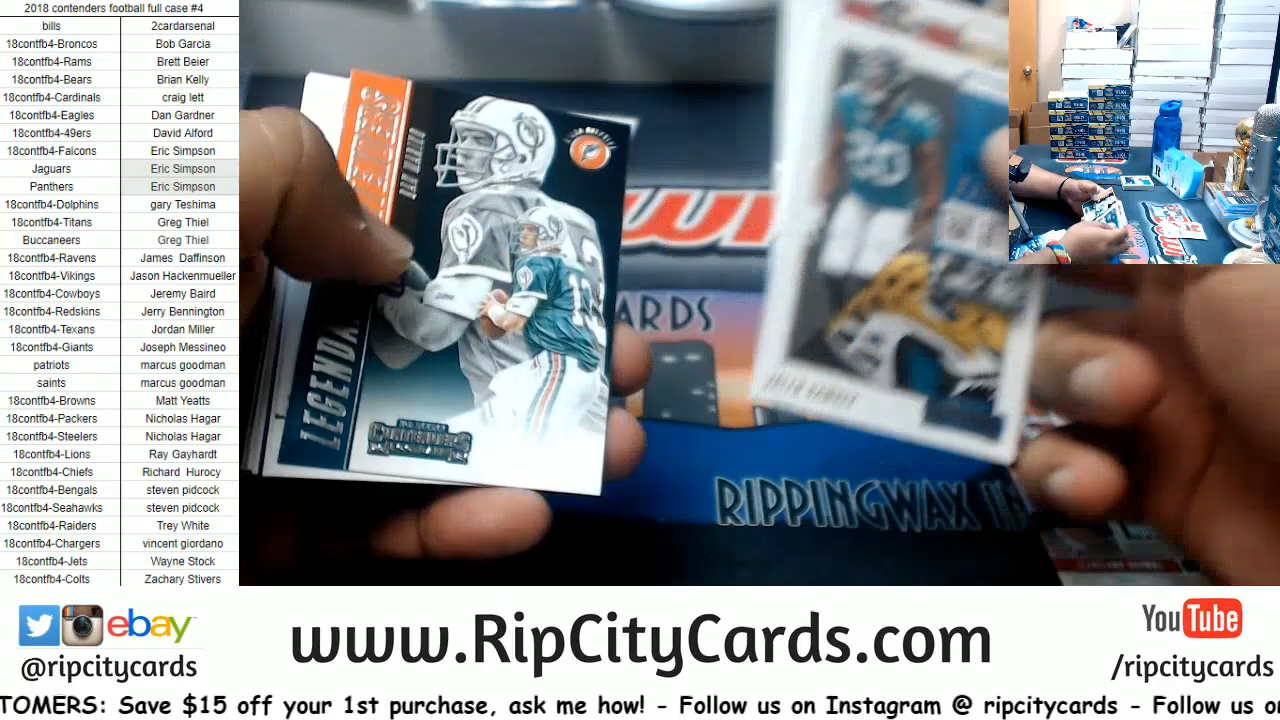 2018 contenders football full case #4
bills 2cardarsenal
18contfb4-Broncos Bob Garcia
18contfb4-Rams Brett Beier
18contfb4-Bears Brian Kelly
18contfb4-Cardinals craig lett
18contfb4-Eagles Dan Gardner
18contfb4-49ers David Alford
18contfb4-Falcons Eric Simpson
Jaguars Eric Simpson
Panthers Eric Simpson
18contfb4-Dolphins gary Teshima
18contfb4-Titans Greg Thiel
Buccaneers Greg Thiel
18contfb4-Ravens James Daffinson
18contfb4-Vikings Jason Hackenmueller
18contfb4-Cowboys Jeremy Baird
18contfb4-Redskins Jerry Bennington
18contfb4-Texans Jordan Miller
18contfb4-Giants Joseph Messineo
patriots marcus goodman
saints marcus goodman
18contfb4-Browns Matt Yeatts
18contfb4-Packers Nicholas Hagar
18contfb4-Steelers Nicholas Hagar
18contfb4-Lions Ray Gayhardt
18contfb4-Chiefs Richard Hurocy
18contfb4-Bengals steven pidcock
18contfb4-Seahawks steven pidcock
18contfb4-Raiders Trey White
18contfb4-Chargers vincent giordano
18contfb4-Jets Wayne Stock
18contfb4-Colts Zachary Stivers
CONTENDERS
RIPPINGWAX
ebay
@ripcitycards
www.RipCityCards.com
YouTube
/ripcitycards
TOMERS: Save $15 off your 1st purchase, ask me how! - Follow us on Instagram @ ripcitycards - Follow us o